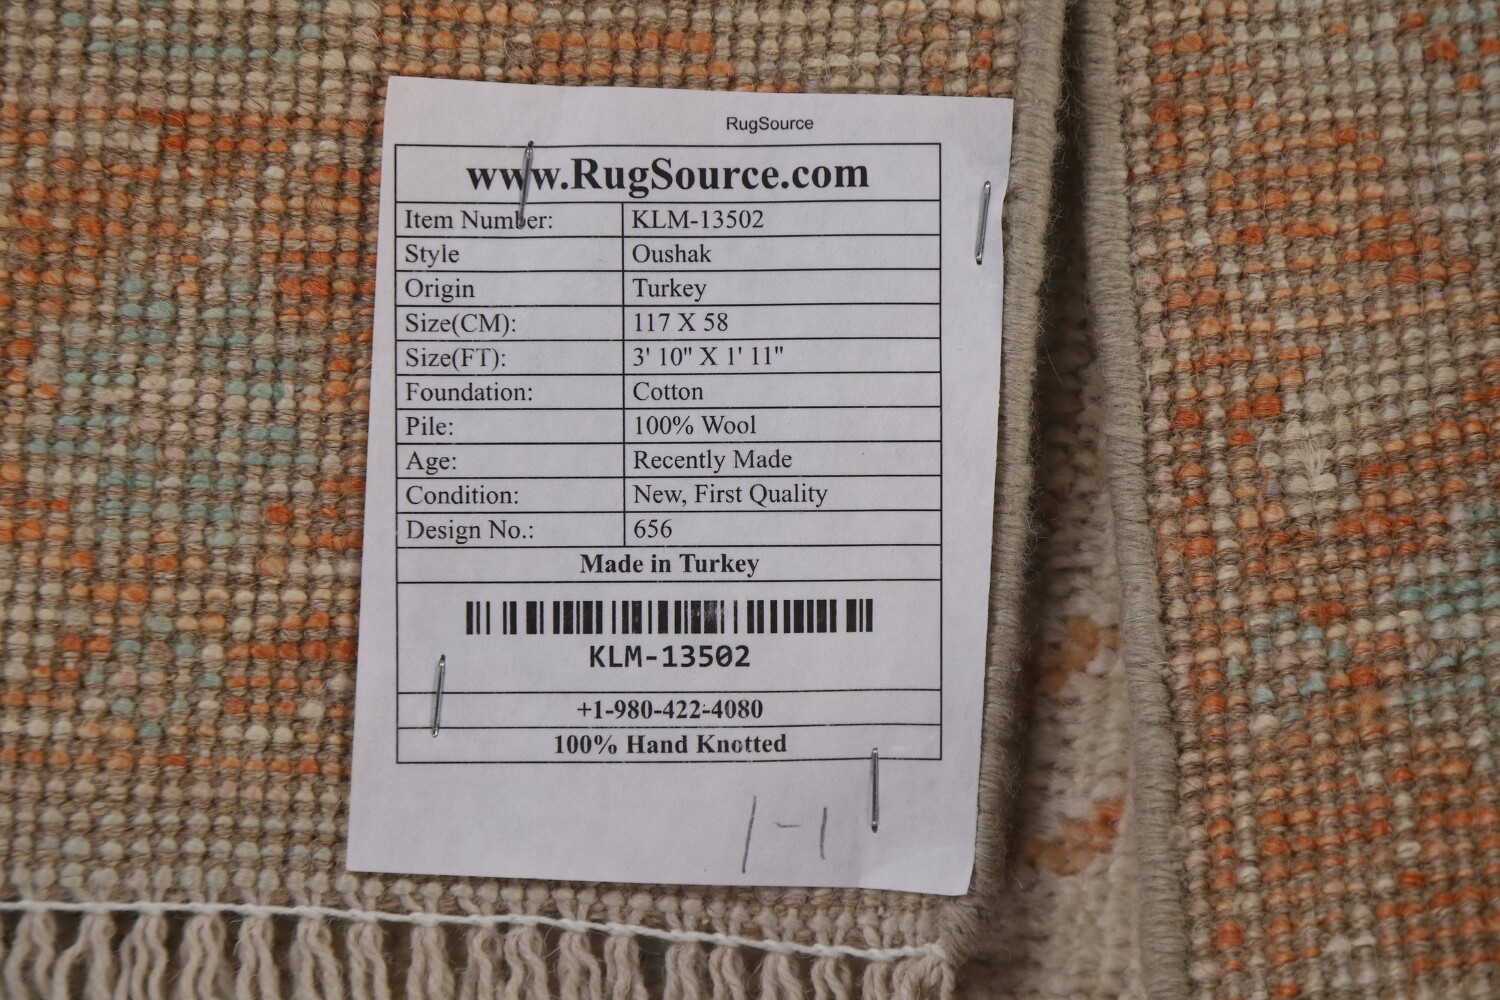 RugSource
www.RugSource.com
Item Number: KLM-13502
Style Oushak
Origin Turkey
Size(CM): 117 X 58
Size(FT): 3' 10" X 1' 11"
Foundation: Cotton
Pile: 100% Wool
Age: Recently Made
Condition: New, First Quality
Design No.: 656
Made in Turkey
KLM-13502
+1-980-422-4080
100% Hand Knotted
1-1